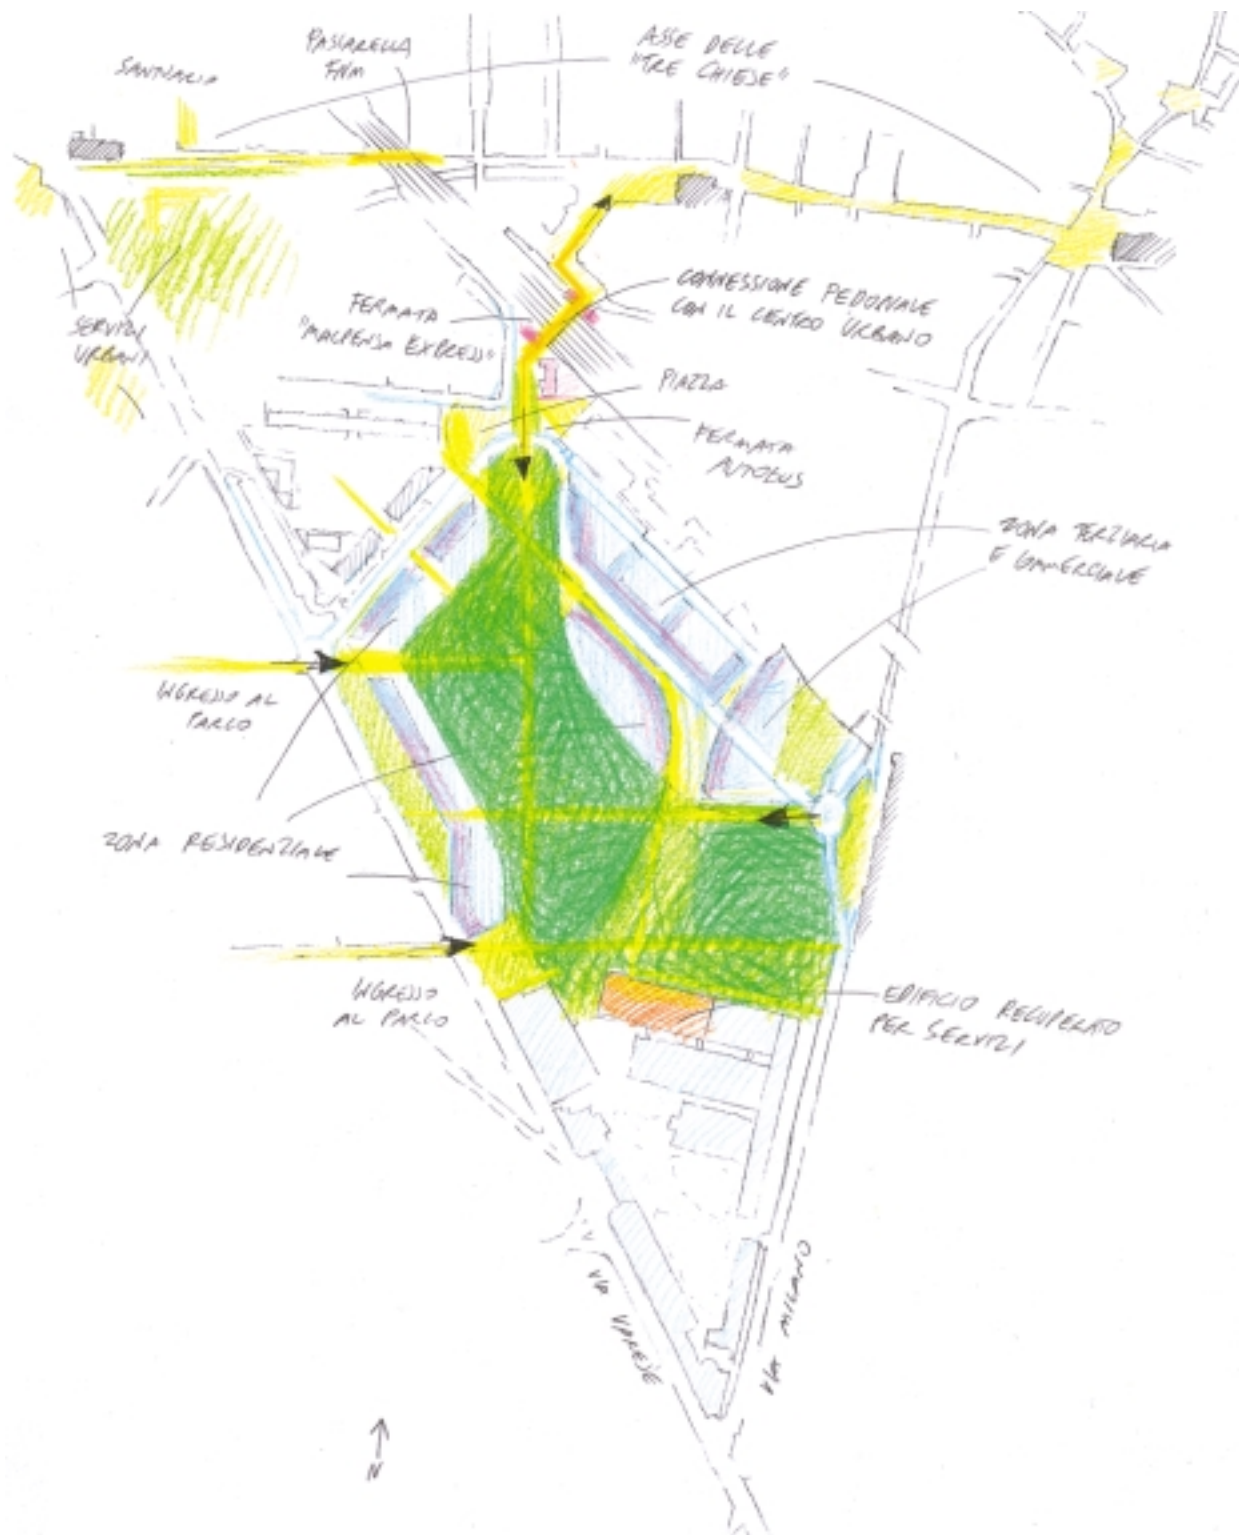 SANTUARIO
PASSARELLA
FNM
ASSE DELLE
"TRE CHIESE"
SERVIZI
URBANI
FERMATA
"MALPENSA EXPRESS"
CONNESSIONE PEDONALE
CON IL CENTRO URBANO
PIAZZA
FERMATA
AUTOBUS
ZONA TERZIARIA
E COMMERCIALE
INGRESSO AL
PARCO
ZONA RESIDENZIALE
INGRESSO
AL PARCO
EDIFICIO RECUPERATO
PER SERVIZI
VIA VARESE
VIA MILANO
N